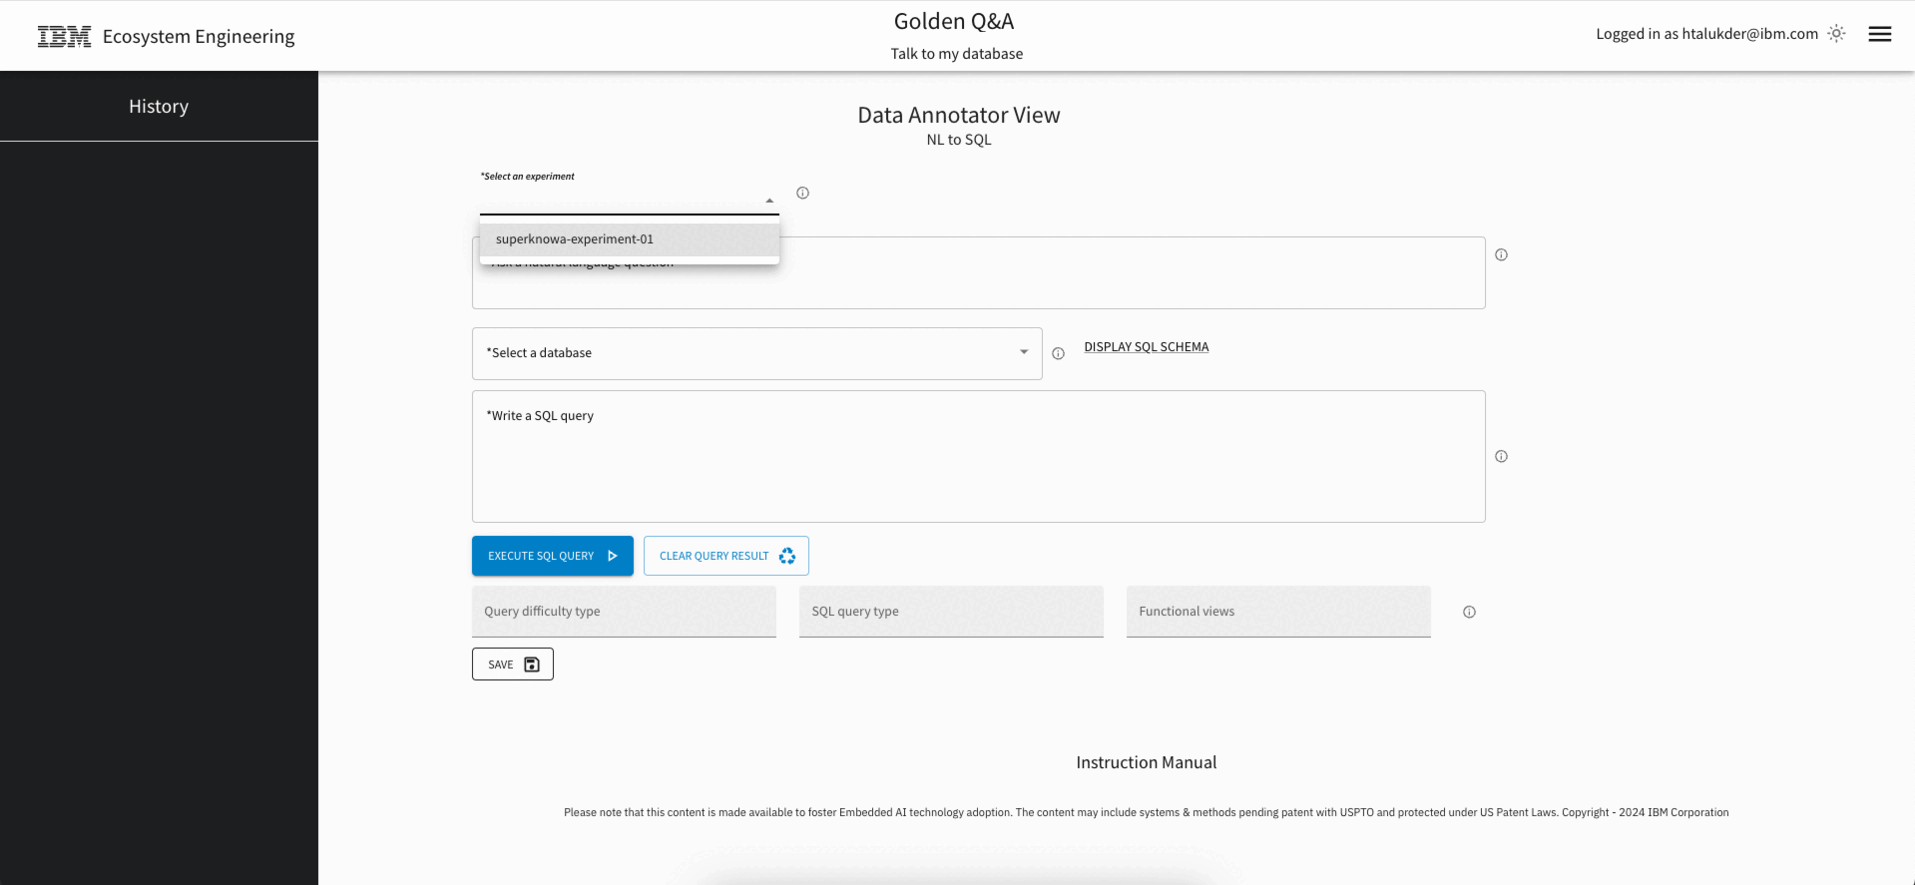 IBM Ecosystem Engineering
Golden Q&A
Talk to my database
Logged in as htalukder@ibm.com
History
Data Annotator View
NL to SQL
*Select an experiment
superknowa-experiment-01
Ask a natural language question
*Select a database
DISPLAY SQL SCHEMA
*Write a SQL query
EXECUTE SQL QUERY
CLEAR QUERY RESULT
Query difficulty type
SQL query type
Functional views
SAVE
Instruction Manual
Please note that this content is made available to foster Embedded AI technology adoption. The content may include systems & methods pending patent with USPTO and protected under US Patent Laws. Copyright - 2024 IBM Corporation